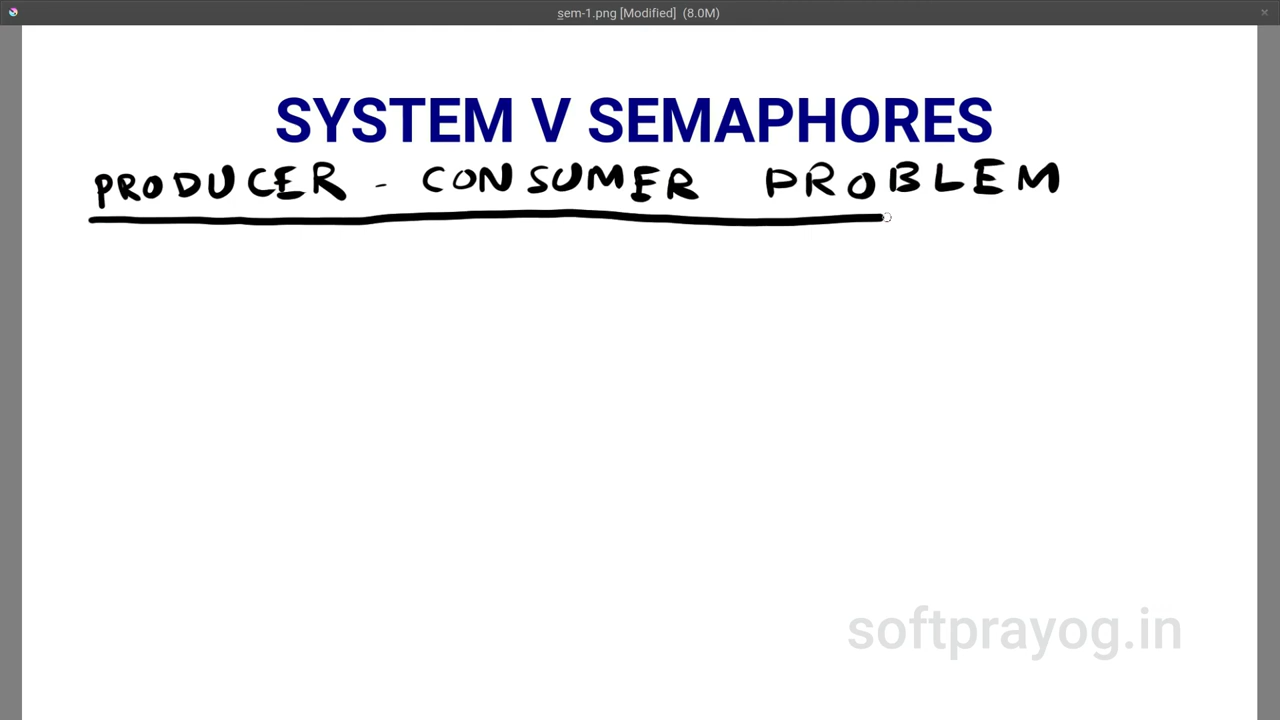 sem-1.png [Modified] (8.0M)
SYSTEM V SEMAPHORES
PRODUCER - CONSUMER PROBLEM
softprayog.in